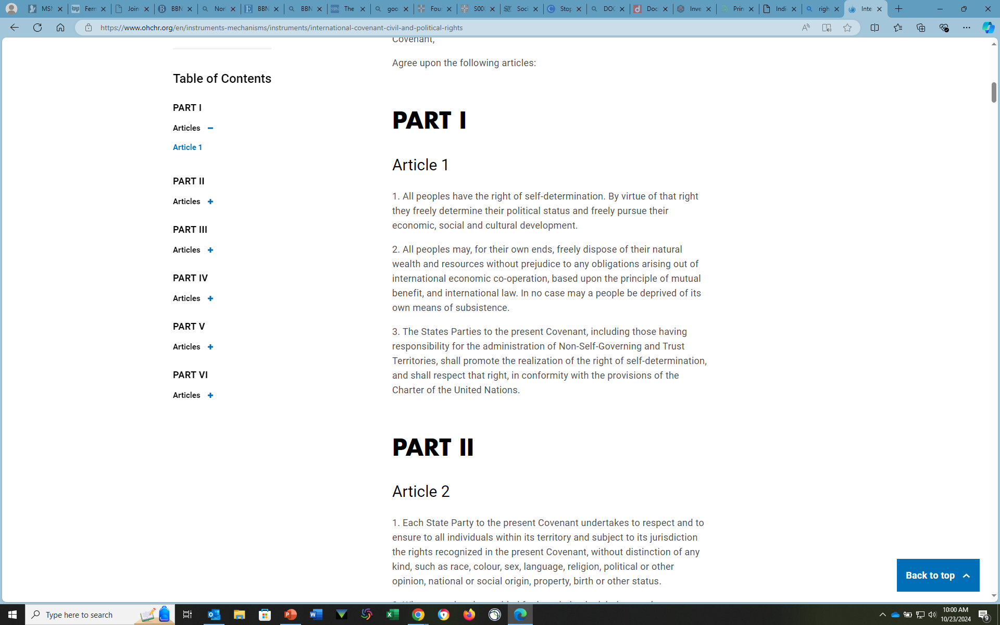 MSN
Fern
Join
BBN
Nor
BBN
BBN
The
goo
Four
S000
Soci
Stop
DOC
Doc
Inve
Prin
Indi
righ
Inte
https://www.ohchr.org/en/instruments-mechanisms/instruments/international-covenant-civil-and-political-rights
Covenant,
Agree upon the following articles:
Table of Contents
PART I
Articles
Article 1
PART II
Articles
PART III
Articles
PART IV
Articles
PART V
Articles
PART VI
Articles
PART I
Article 1
1. All peoples have the right of self-determination. By virtue of that right
they freely determine their political status and freely pursue their
economic, social and cultural development.
2. All peoples may, for their own ends, freely dispose of their natural
wealth and resources without prejudice to any obligations arising out of
international economic co-operation, based upon the principle of mutual
benefit, and international law. In no case may a people be deprived of its
own means of subsistence.
3. The States Parties to the present Covenant, including those having
responsibility for the administration of Non-Self-Governing and Trust
Territories, shall promote the realization of the right of self-determination,
and shall respect that right, in conformity with the provisions of the
Charter of the United Nations.
PART II
Article 2
1. Each State Party to the present Covenant undertakes to respect and to
ensure to all individuals within its territory and subject to its jurisdiction
the rights recognized in the present Covenant, without distinction of any
kind, such as race, colour, sex, language, religion, political or other
opinion, national or social origin, property, birth or other status.
Back to top
Type here to search
10:00 AM
10/23/2024
9